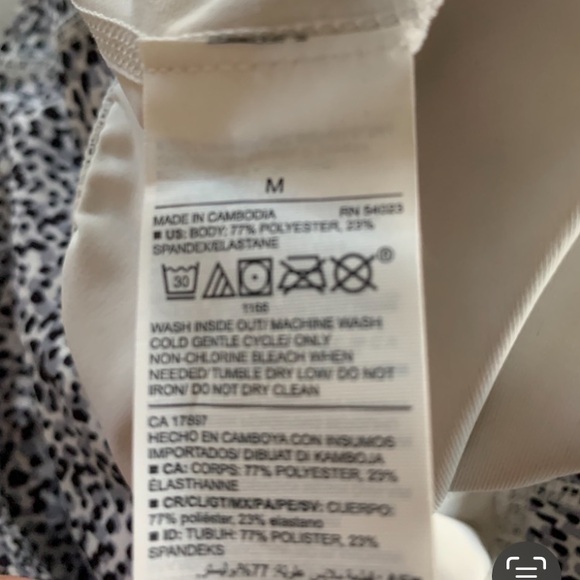 M
MADE IN CAMBODIA RN 54023
■ US: BODY: 77% POLYESTER, 23%
SPANDEX/ELASTANE
30
®
1166
WASH INSIDE OUT/ MACHINE WASH
COLD GENTLE CYCLE/ ONLY
NON-CHLORINE BLEACH WHEN
NEEDED/ TUMBLE DRY LOW/ DO NOT
IRON/ DO NOT DRY CLEAN
CA 17897
HECHO EN CAMBOYA CON INSUMOS
IMPORTADOS/ DIBUAT DI KAMBOJA
■ CA: CORPS: 77% POLYESTER, 23%
ÉLASTHANNE
■ CR/CL/GT/MX/PA/PE/SV: CUERPO:
77% poliéster, 23% elastano
■ ID: TUBUH: 77% POLISTER, 23%
SPANDEKS